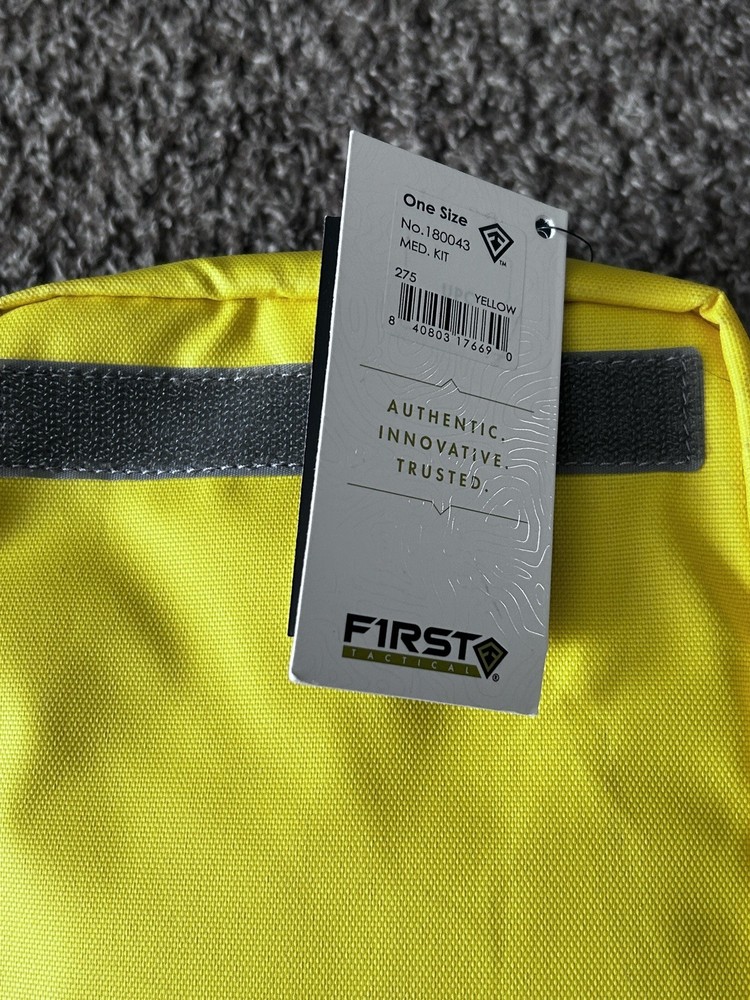 One Size
No.180043
MED. KIT
275 YELLOW
8 40803 17669 0
AUTHENTIC.
INNOVATIVE.
TRUSTED.
F1RST
TACTICAL